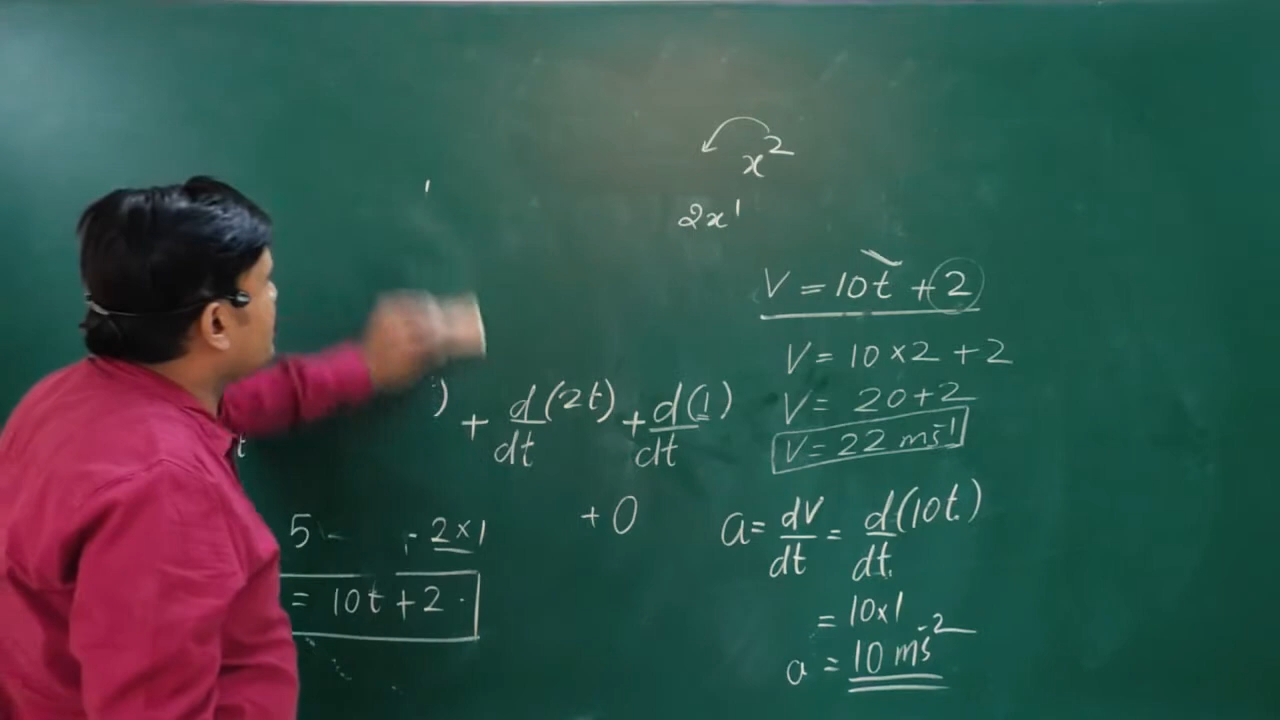 x²
2x¹
V = 10t + 2
V = 10 × 2 + 2
V = 20 + 2
V = 22 ms⁻¹
) + d/dt (2t) + d/dt (1)
t
5 2 × 1 + 0
= 10t + 2
a = dV/dt = d/dt (10t)
= 10 × 1
a = 10 ms⁻²